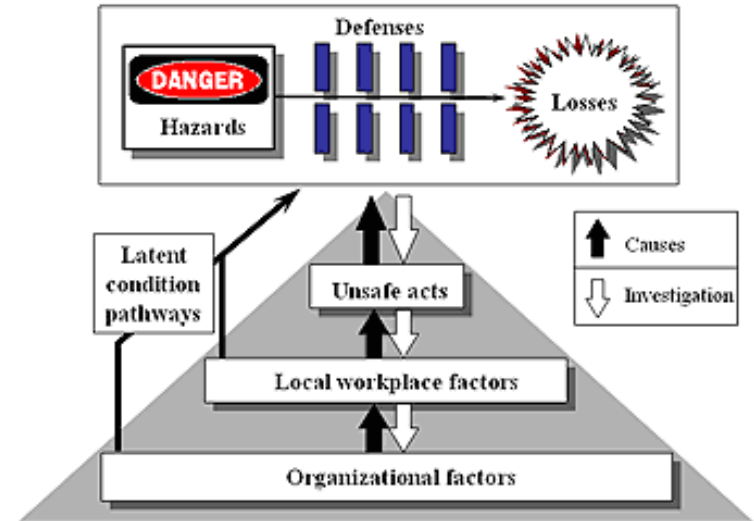 Defenses
DANGER
Hazards
Losses
Latent
condition
pathways
Causes
Investigation
Unsafe acts
Local workplace factors
Organizational factors